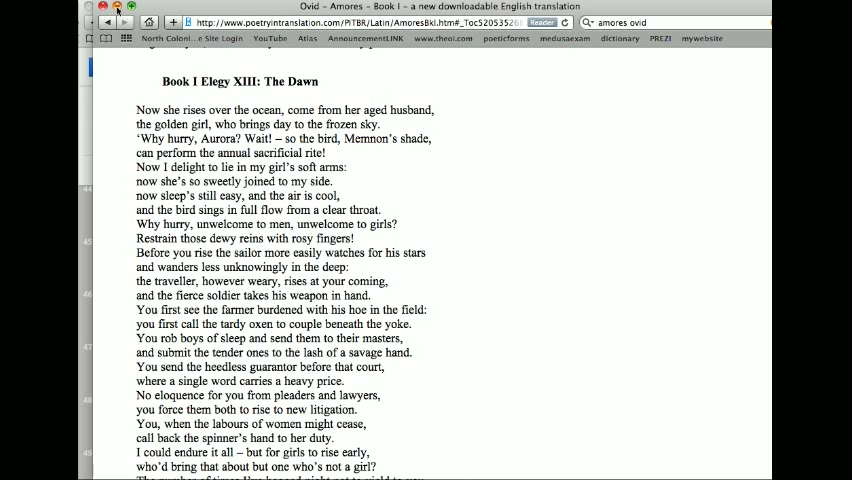 Ovid - Amores - Book I - a new downloadable English translation
http://www.poetryintranslation.com/PITBR/Latin/AmoresBkI.htm#_Toc52053526 Reader amores ovid
North Coloni...e Site Login YouTube Atlas AnnouncementLINK www.theoi.com poeticforms medusaexam dictionary PREZI mywebsite
Book I Elegy XIII: The Dawn
Now she rises over the ocean, come from her aged husband,
the golden girl, who brings day to the frozen sky.
‘Why hurry, Aurora? Wait! – so the bird, Memnon’s shade,
can perform the annual sacrificial rite!
Now I delight to lie in my girl’s soft arms:
now she’s so sweetly joined to my side.
now sleep’s still easy, and the air is cool,
and the bird sings in full flow from a clear throat.
Why hurry, unwelcome to men, unwelcome to girls?
Restrain those dewy reins with rosy fingers!
Before you rise the sailor more easily watches for his stars
and wanders less unknowingly in the deep:
the traveller, however weary, rises at your coming,
and the fierce soldier takes his weapon in hand.
You first see the farmer burdened with his hoe in the field:
you first call the tardy oxen to couple beneath the yoke.
You rob boys of sleep and send them to their masters,
and submit the tender ones to the lash of a savage hand.
You send the heedless guarantor before that court,
where a single word carries a heavy price.
No eloquence for you from pleaders and lawyers,
you force them both to rise to new litigation.
You, when the labours of women might cease,
call back the spinner’s hand to her duty.
I could endure it all – but for girls to rise early,
who’d bring that about but one who’s not a girl?
44
45
46
47
48
49